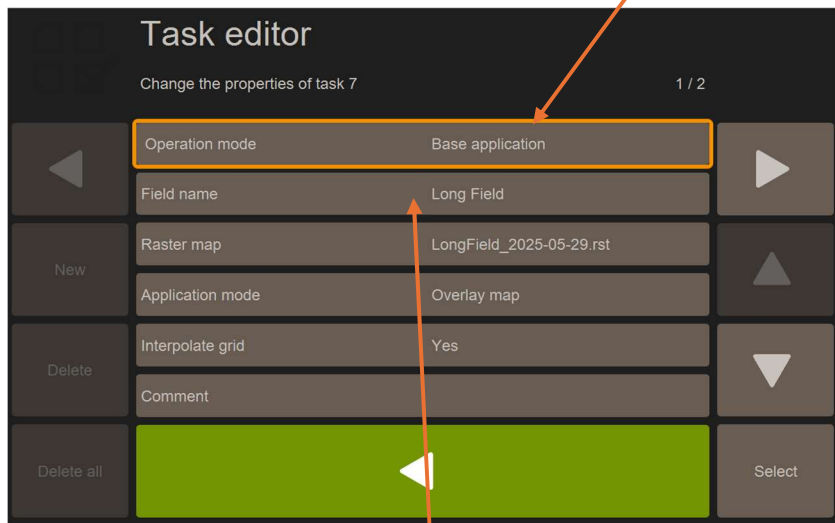 Task editor
Change the properties of task 7 1 / 2
Operation mode Base application
Field name Long Field
Raster map LongField_2025-05-29.rst
New
Application mode Overlay map
Interpolate grid Yes
Delete
Comment
Delete all Select